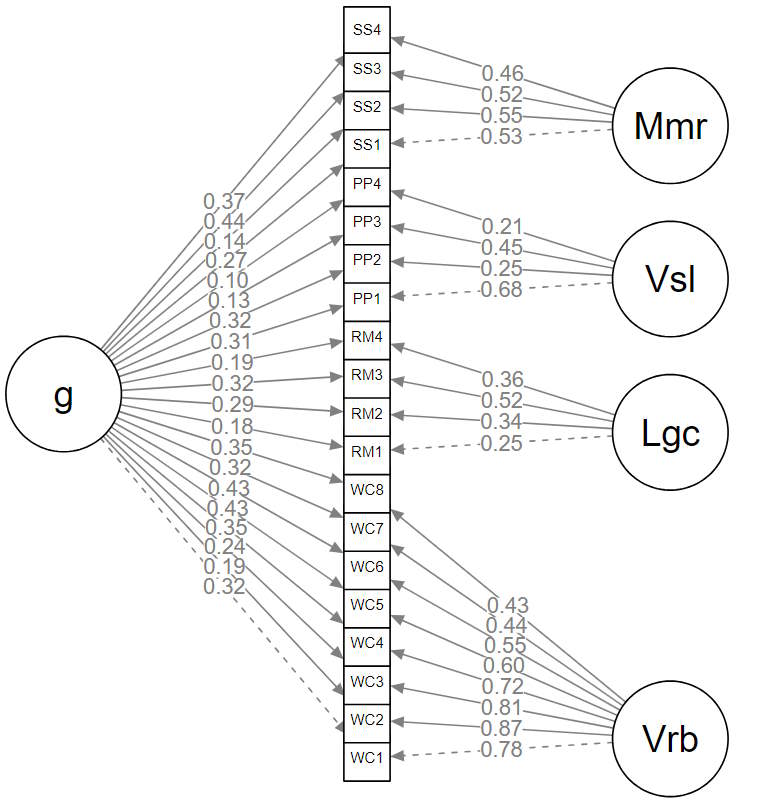 SS4
SS3
SS2
SS1
PP4
PP3
PP2
PP1
RM4
RM3
RM2
RM1
WC8
WC7
WC6
WC5
WC4
WC3
WC2
WC1
g
0.37
0.44
0.14
0.27
0.10
0.13
0.32
0.31
0.19
0.32
0.29
0.18
0.35
0.32
0.43
0.43
0.35
0.24
0.19
0.32
0.46
0.52
0.55
0.53
Mmr
0.21
0.45
0.25
0.68
Vsl
0.36
0.52
0.34
0.25
Lgc
0.43
0.44
0.55
0.60
0.72
0.81
0.87
0.78
Vrb